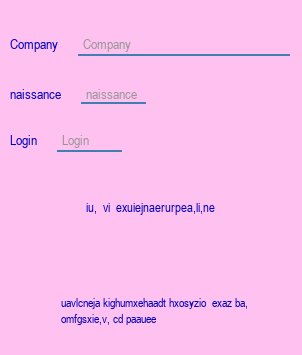 Company Company
naissance naissance
Login Login
iu, vi exuiejnaerurpea,li,ne
uavlcneja kighumxehaadt hxosyzio exaz ba,
omfgsxie,v, cd paauee